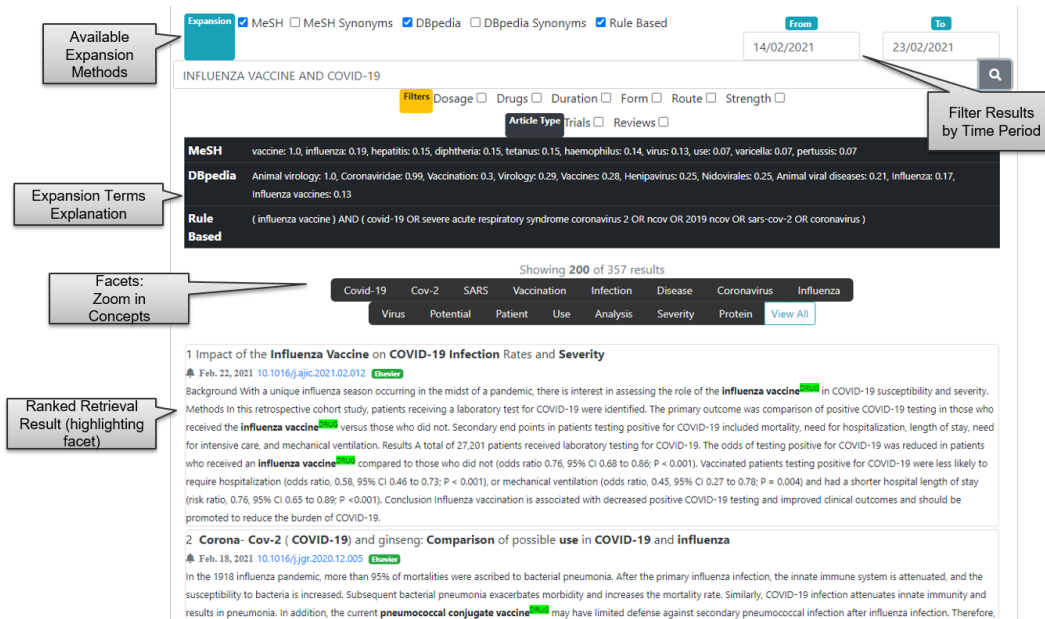 Available
Expansion
Methods
Expansion MeSH MeSH Synonyms DBpedia DBpedia Synonyms Rule Based
From To
14/02/2021 23/02/2021
INFLUENZA VACCINE AND COVID-19
Filters Dosage Drugs Duration Form Route Strength
Article Type Trials Reviews
Filter Results
by Time Period
MeSH vaccine: 1.0, influenza: 0.19, hepatitis: 0.15, diphtheria: 0.15, tetanus: 0.15, haemophilus: 0.14, virus: 0.13, use: 0.07, varicella: 0.07, pertussis: 0.07
DBpedia Animal virology: 1.0, Coronaviridae: 0.99, Vaccination: 0.3, Virology: 0.29, Vaccines: 0.28, Henipavirus: 0.25, Nidovirales: 0.25, Animal viral diseases: 0.21, Influenza: 0.17,
Influenza vaccines: 0.13
Expansion Terms
Explanation
Rule ( influenza vaccine ) AND ( covid-19 OR severe acute respiratory syndrome coronavirus 2 OR ncov OR 2019 ncov OR sars-cov-2 OR coronavirus )
Based
Showing 200 of 357 results
Facets:
Zoom in
Concepts
Covid-19 Cov-2 SARS Vaccination Infection Disease Coronavirus Influenza
Virus Potential Patient Use Analysis Severity Protein View All
1 Impact of the Influenza Vaccine on COVID-19 Infection Rates and Severity
Feb. 22, 2021 10.1016/j.ajic.2021.02.012 Elsevier
Ranked Retrieval
Result (highlighting
facet)
Background With a unique influenza season occurring in the midst of a pandemic, there is interest in assessing the role of the influenza vaccine DRUG in COVID-19 susceptibility and severity.
Methods In this retrospective cohort study, patients receiving a laboratory test for COVID-19 were identified. The primary outcome was comparison of positive COVID-19 testing in those who
received the influenza vaccine DRUG versus those who did not. Secondary end points in patients testing positive for COVID-19 included mortality, need for hospitalization, length of stay, need
for intensive care, and mechanical ventilation. Results A total of 27,201 patients received laboratory testing for COVID-19. The odds of testing positive for COVID-19 was reduced in patients
who received an influenza vaccine DRUG compared to those who did not (odds ratio 0.76, 95% CI 0.68 to 0.86; P < 0.001). Vaccinated patients testing positive for COVID-19 were less likely to
require hospitalization (odds ratio, 0.58, 95% CI 0.46 to 0.73; P < 0.001), or mechanical ventilation (odds ratio, 0.45, 95% CI 0.27 to 0.78; P = 0.004) and had a shorter hospital length of stay
(risk ratio, 0.76, 95% CI 0.65 to 0.89; P <0.001). Conclusion Influenza vaccination is associated with decreased positive COVID-19 testing and improved clinical outcomes and should be
promoted to reduce the burden of COVID-19.
2 Corona- Cov-2 ( COVID-19) and ginseng: Comparison of possible use in COVID-19 and influenza
Feb. 18, 2021 10.1016/j.jgr.2020.12.005 Elsevier
In the 1918 influenza pandemic, more than 95% of mortalities were ascribed to bacterial pneumonia. After the primary influenza infection, the innate immune system is attenuated, and the
susceptibility to bacteria is increased. Subsequent bacterial pneumonia exacerbates morbidity and increases the mortality rate. Similarly, COVID-19 infection attenuates innate immunity and
results in pneumonia. In addition, the current pneumococcal conjugate vaccine DRUG may have limited defense against secondary pneumococcal infection after influenza infection. Therefore,